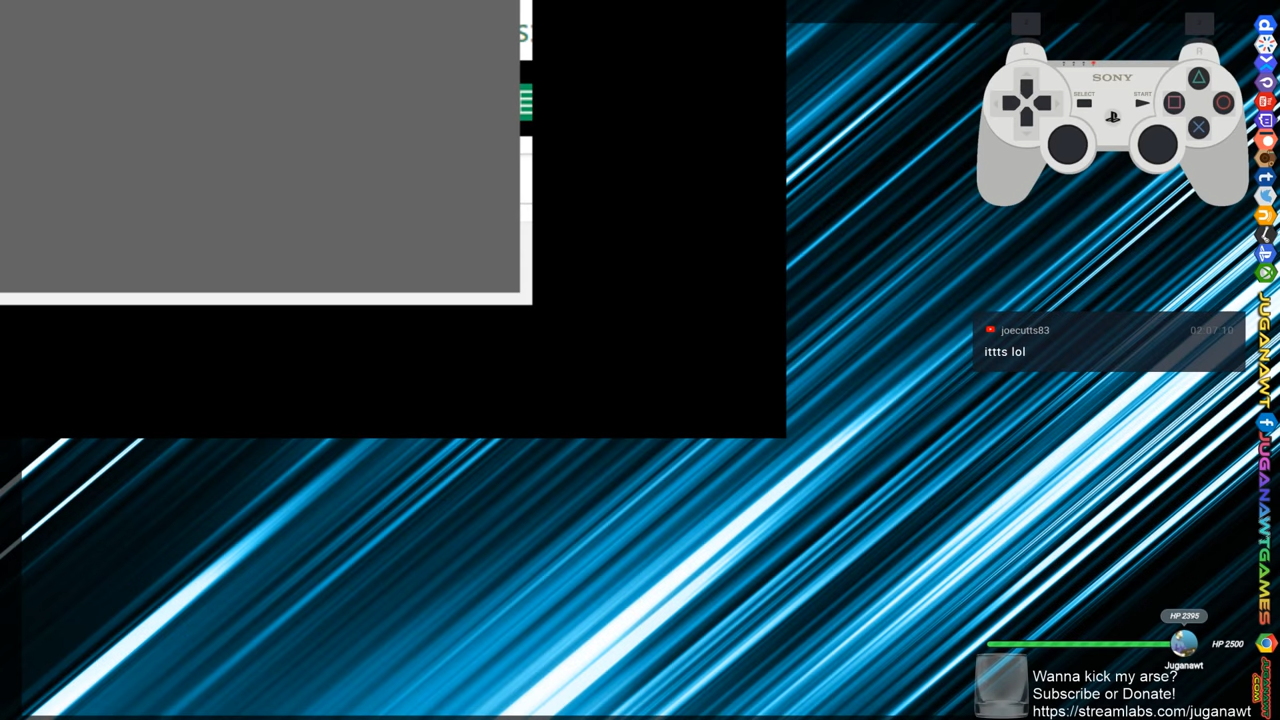 L
R
SONY
SELECT
START
joecutts83
02:07:10
ittts lol
JUGANAWT
JUGANAWTGAMES
HP 2395
HP 2500
Juganawt
Wanna kick my arse?
Subscribe or Donate!
https://streamlabs.com/juganawt